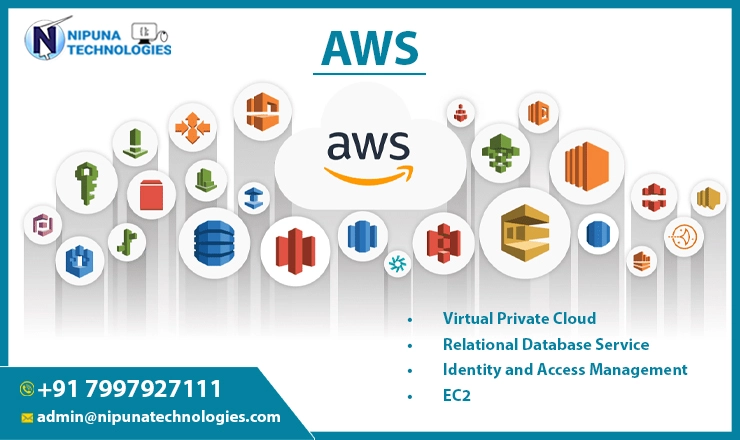 NIPUNA
TECHNOLOGIES
AWS
aws
• Virtual Private Cloud
• Relational Database Service
• Identity and Access Management
• EC2
+91 7997927111
admin@nipunatechnologies.com